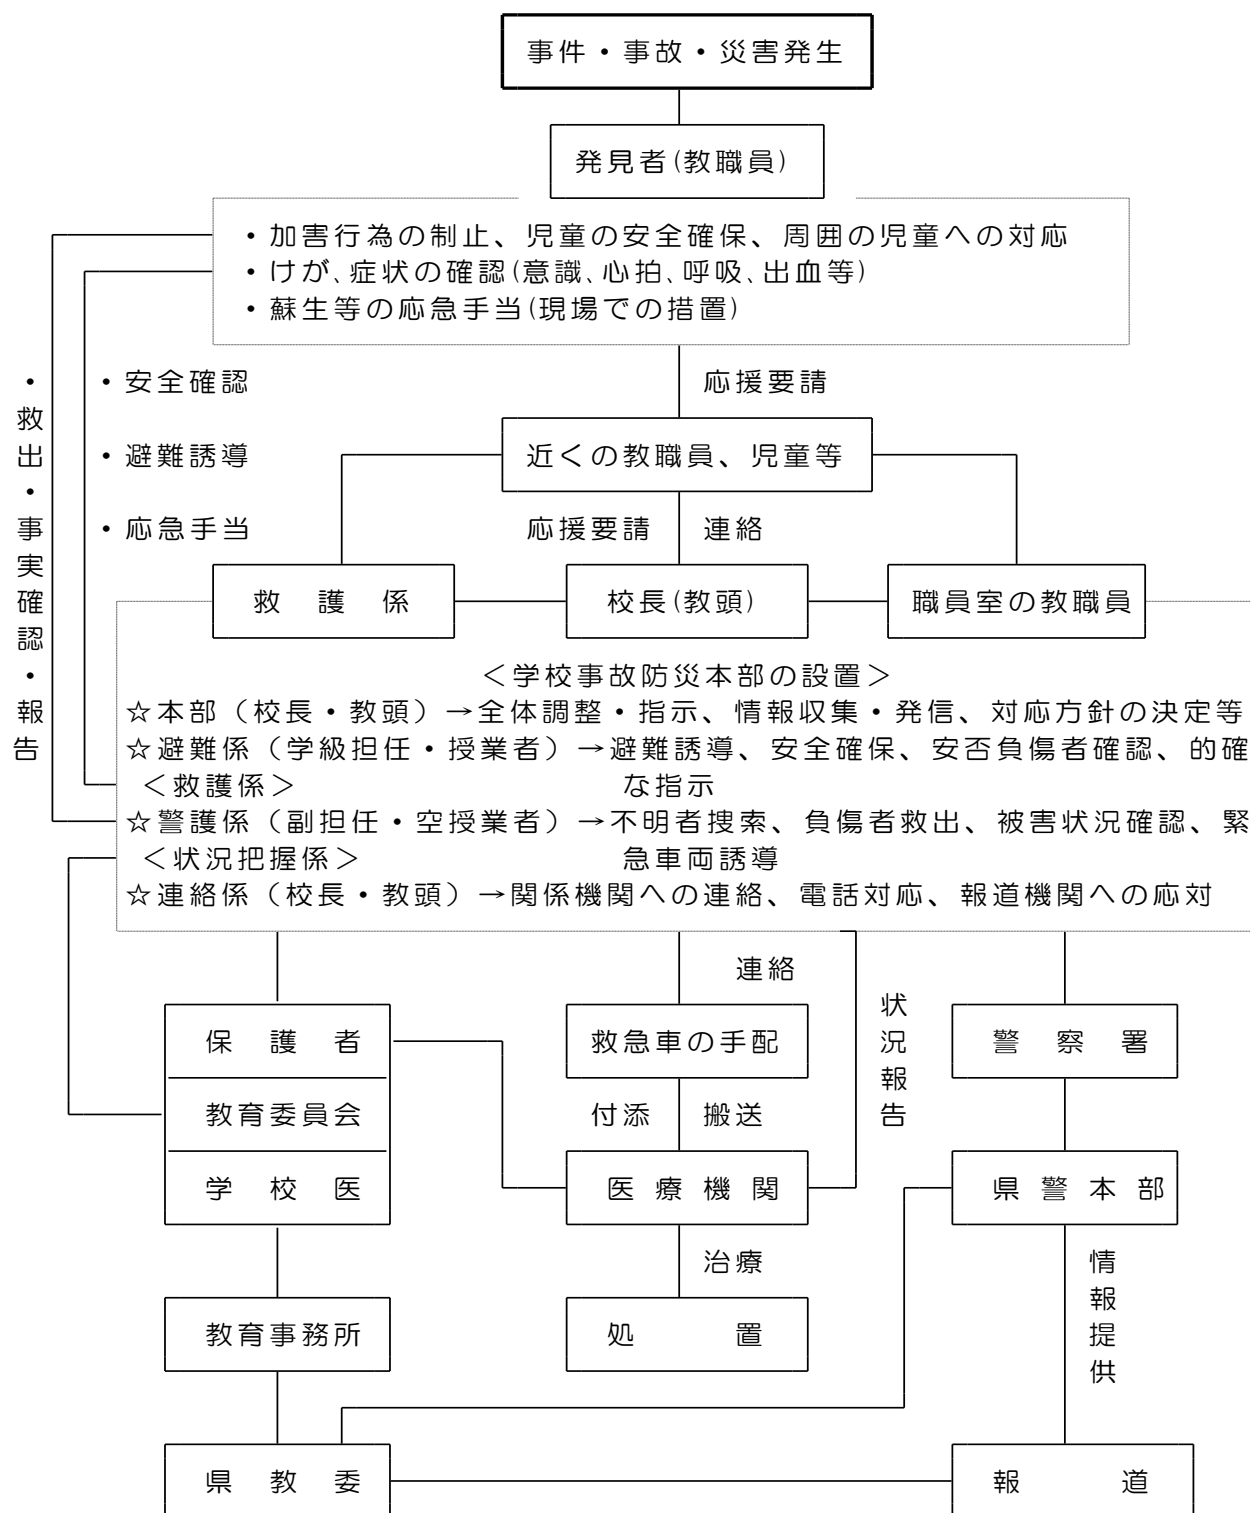 事件・事故・災害発生
発見者(教職員)
・加害行為の制止、児童の安全確保、周囲の児童への対応
・けが、症状の確認(意識、心拍、呼吸、出血等)
・蘇生等の応急手当(現場での措置)
・救出・事実確認・報告
・安全確認
応援要請
・避難誘導
近くの教職員、児童等
・応急手当
応援要請 連絡
救護係
校長(教頭)
職員室の教職員
＜学校事故防災本部の設置＞
☆本部（校長・教頭）→全体調整・指示、情報収集・発信、対応方針の決定等
☆避難係（学級担任・授業者）→避難誘導、安全確保、安否負傷者確認、的確
＜救護係＞ な指示
☆警護係（副担任・空授業者）→不明者捜索、負傷者救出、被害状況確認、緊
＜状況把握係＞ 急車両誘導
☆連絡係（校長・教頭）→関係機関への連絡、電話対応、報道機関への応対
連絡
状況報告
保護者
救急車の手配
警察署
教育委員会
付添 搬送
学校医
医療機関
県警本部
治療
情報提供
教育事務所
処置
県教委
報道